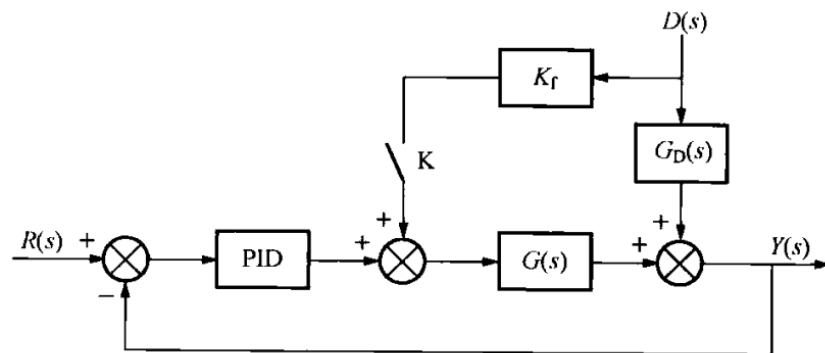 D(s)
K_f
K
G_D(s)
+
+
R(s)
+
PID
+
G(s)
+
Y(s)
−